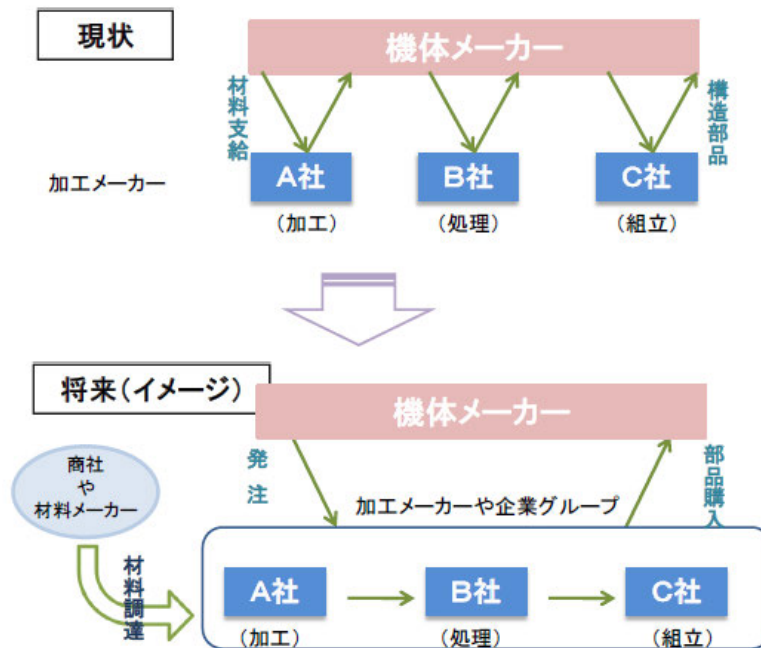 現状
機体メーカー
材料支給
構造部品
加工メーカー
A社
B社
C社
（加工）
（処理）
（組立）
将来（イメージ）
機体メーカー
商社
や
材料メーカー
発注
部品購入
加工メーカーや企業グループ
材料調達
A社
B社
C社
（加工）
（処理）
（組立）